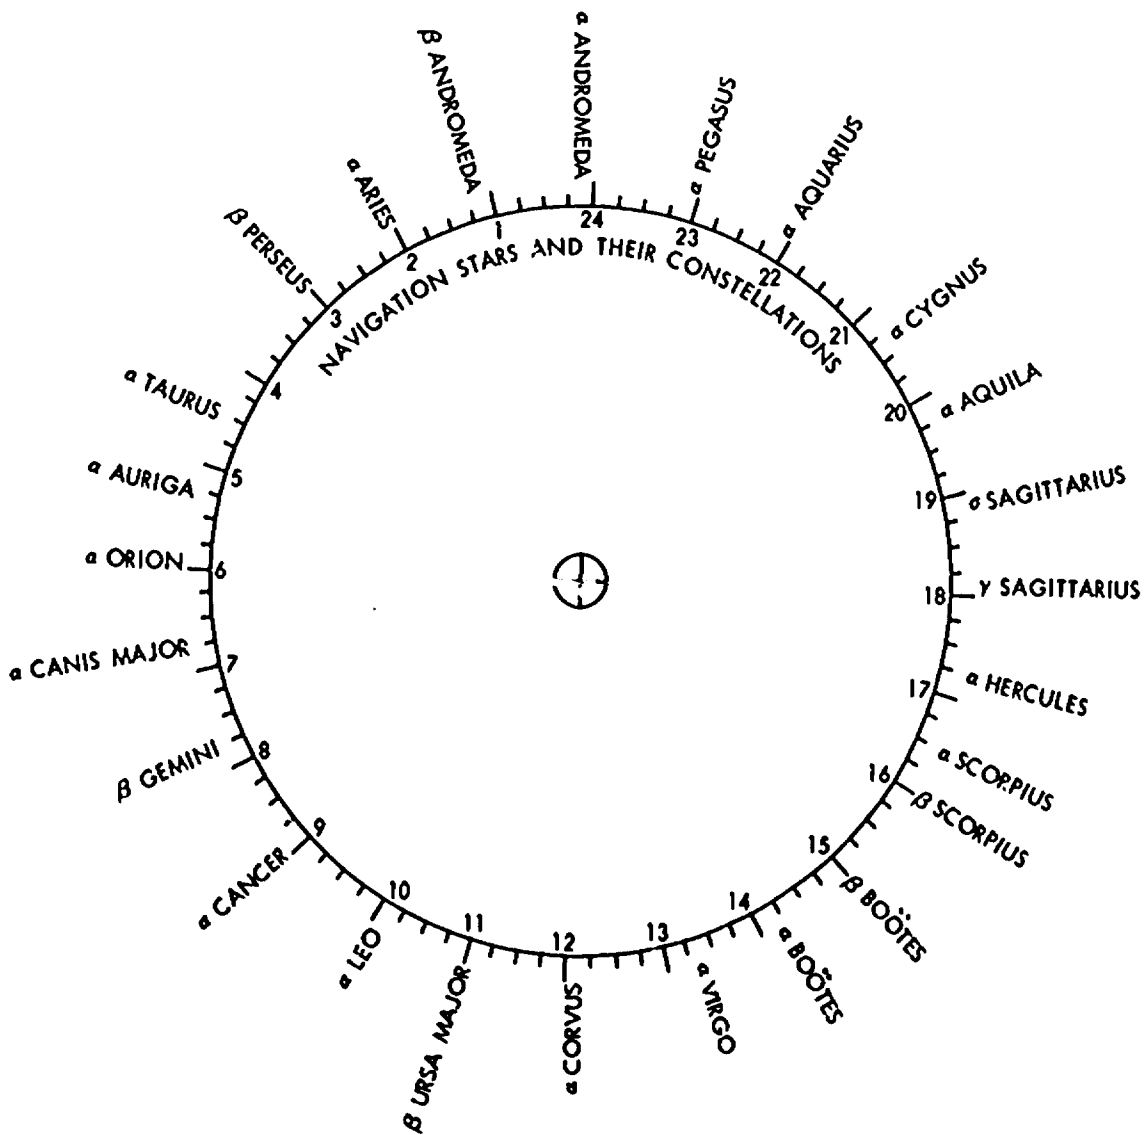 α ANDROMEDA
α PEGASUS
α AQUARIUS
α CYGNUS
α AQUILA
σ SAGITTARIUS
γ SAGITTARIUS
α HERCULES
α SCORPIUS
β SCORPIUS
β BOÖTES
α BOÖTES
α VIRGO
α CORVUS
β URSA MAJOR
α LEO
α CANCER
β GEMINI
α CANIS MAJOR
α ORION
α AURIGA
α TAURUS
β PERSEUS
α ARIES
β ANDROMEDA
24
23
22
21
20
19
18
17
16
15
14
13
12
11
10
9
8
7
6
5
4
3
2
1
NAVIGATION STARS AND THEIR CONSTELLATIONS